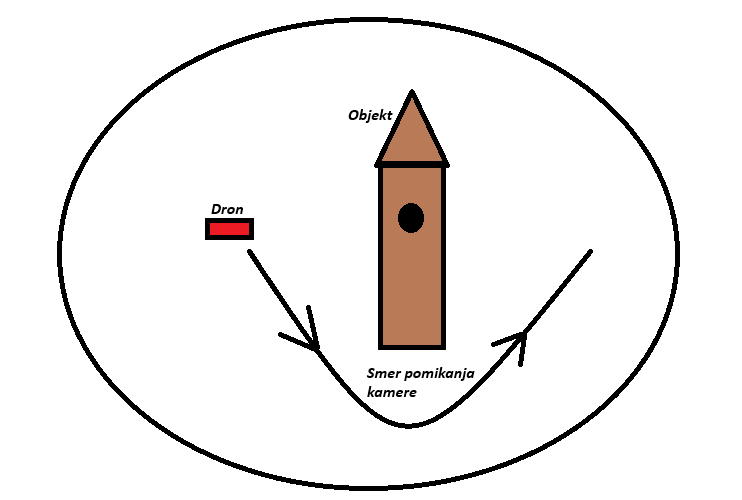 Objekt
Dron
Smer pomikanja
kamere